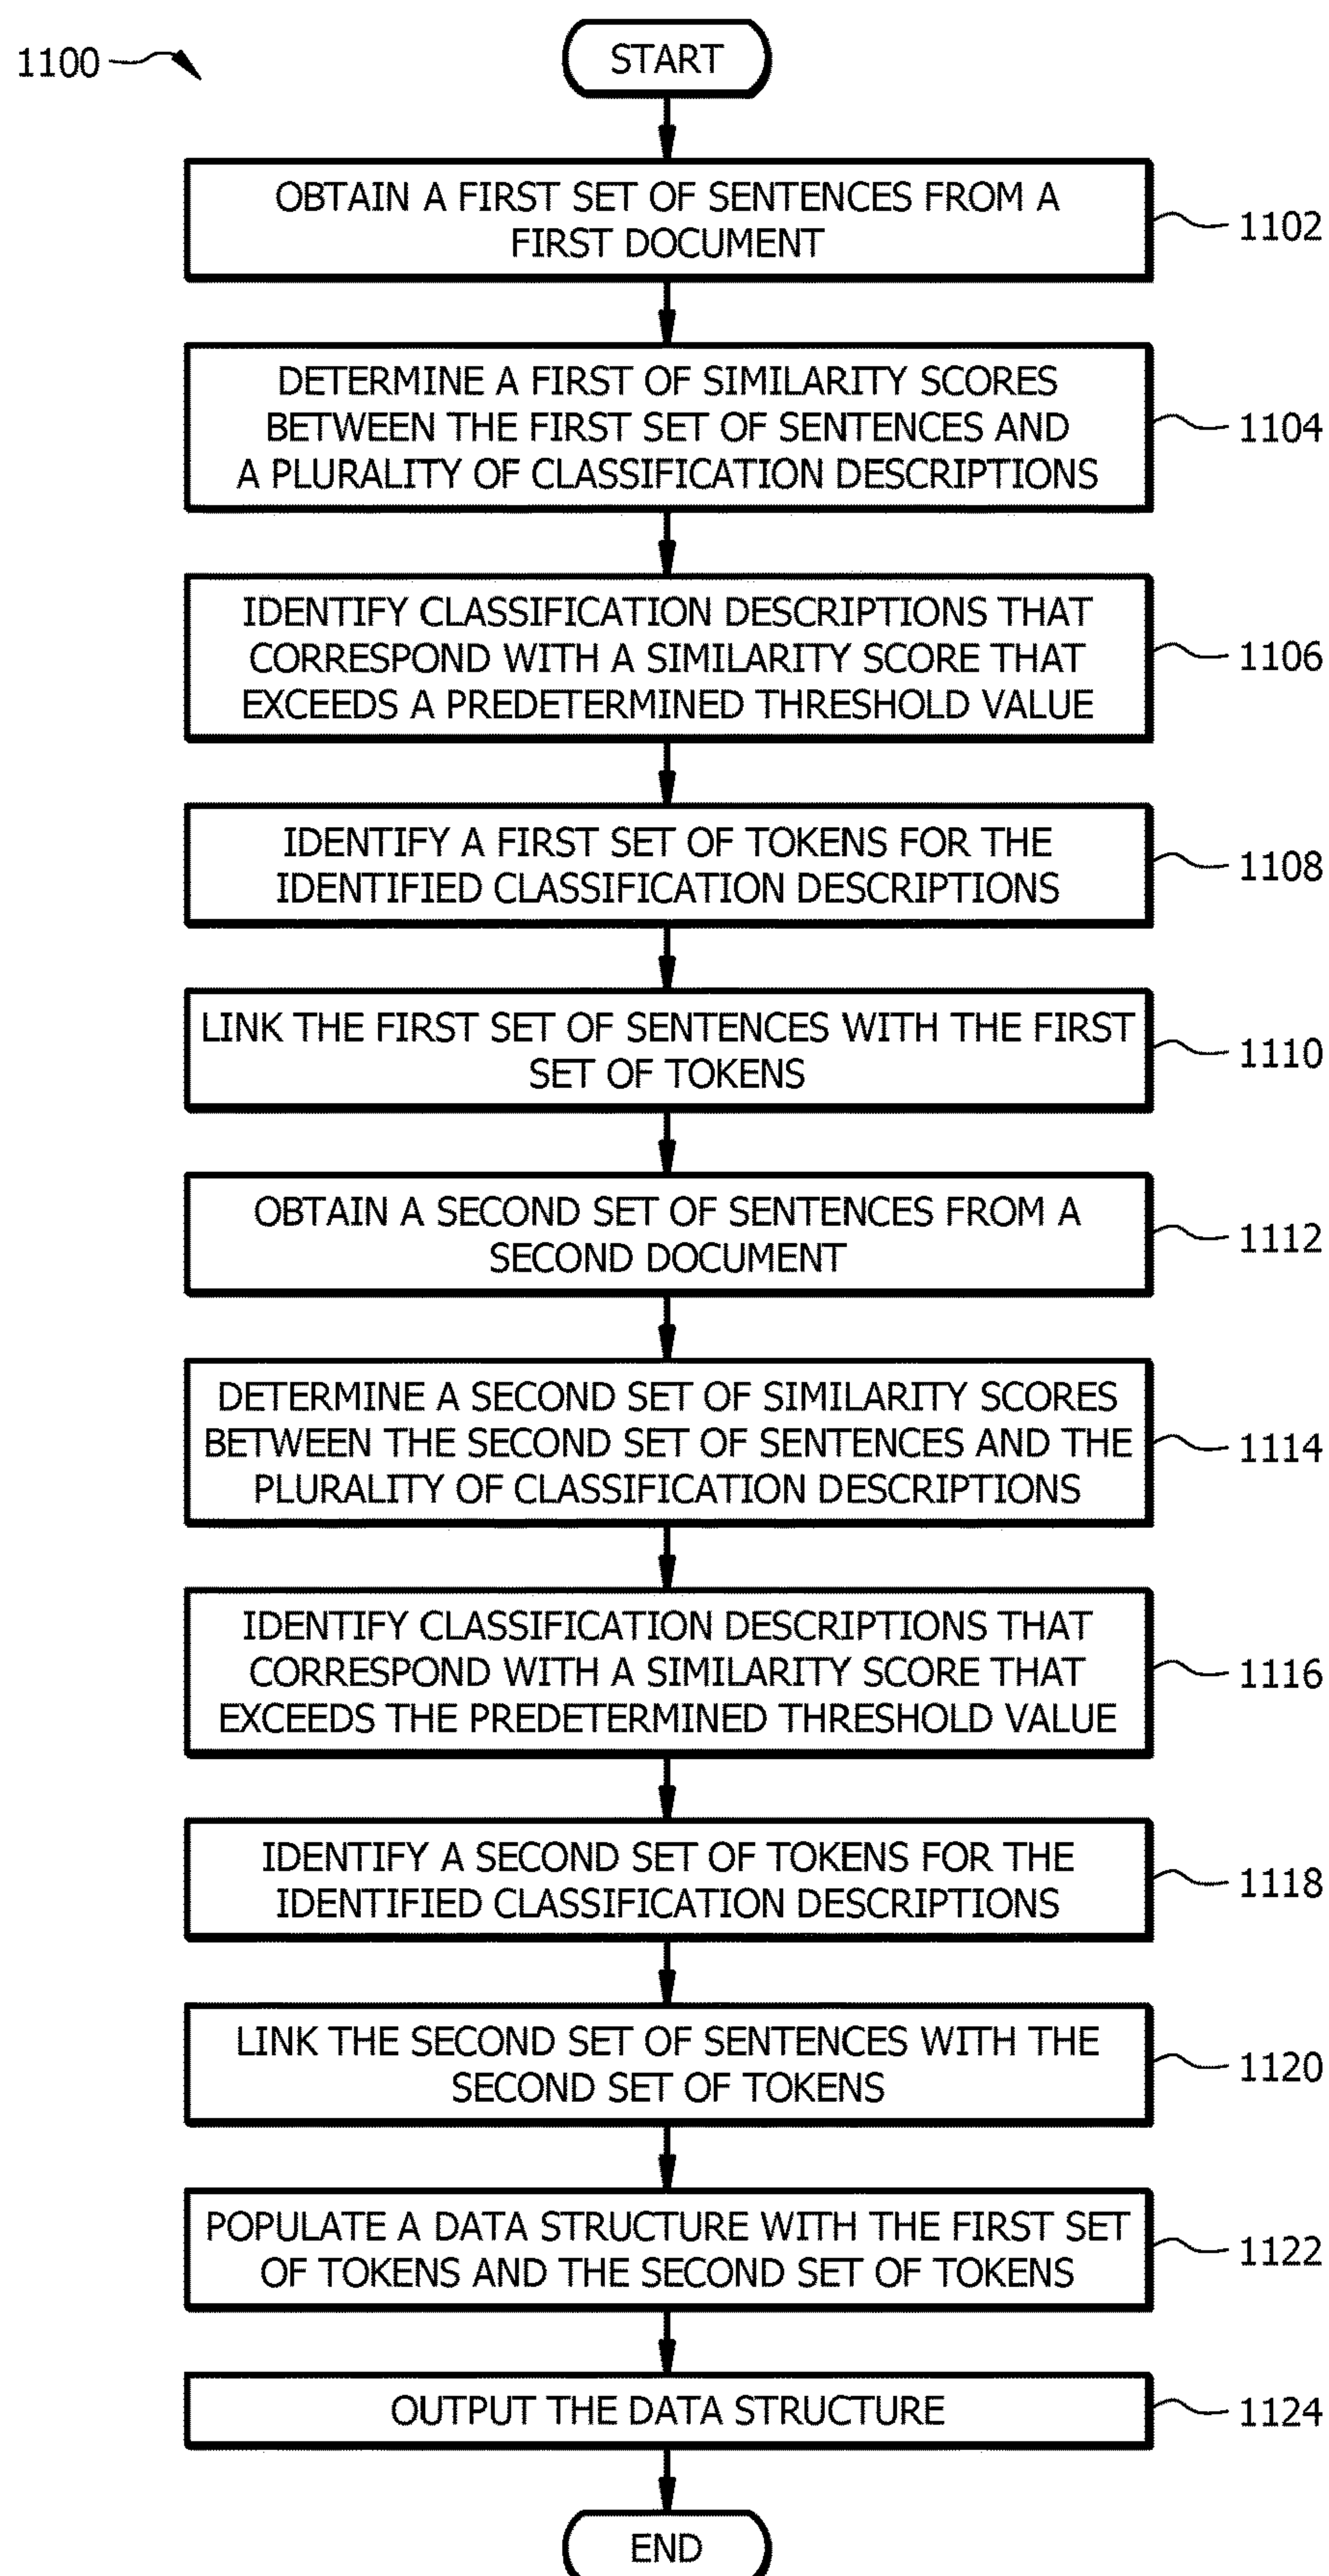 1100
START
OBTAIN A FIRST SET OF SENTENCES FROM A
FIRST DOCUMENT
1102
DETERMINE A FIRST OF SIMILARITY SCORES
BETWEEN THE FIRST SET OF SENTENCES AND
A PLURALITY OF CLASSIFICATION DESCRIPTIONS
1104
IDENTIFY CLASSIFICATION DESCRIPTIONS THAT
CORRESPOND WITH A SIMILARITY SCORE THAT
EXCEEDS A PREDETERMINED THRESHOLD VALUE
1106
IDENTIFY A FIRST SET OF TOKENS FOR THE
IDENTIFIED CLASSIFICATION DESCRIPTIONS
1108
LINK THE FIRST SET OF SENTENCES WITH THE FIRST
SET OF TOKENS
1110
OBTAIN A SECOND SET OF SENTENCES FROM A
SECOND DOCUMENT
1112
DETERMINE A SECOND SET OF SIMILARITY SCORES
BETWEEN THE SECOND SET OF SENTENCES AND THE
PLURALITY OF CLASSIFICATION DESCRIPTIONS
1114
IDENTIFY CLASSIFICATION DESCRIPTIONS THAT
CORRESPOND WITH A SIMILARITY SCORE THAT
EXCEEDS THE PREDETERMINED THRESHOLD VALUE
1116
IDENTIFY A SECOND SET OF TOKENS FOR THE
IDENTIFIED CLASSIFICATION DESCRIPTIONS
1118
LINK THE SECOND SET OF SENTENCES WITH THE
SECOND SET OF TOKENS
1120
POPULATE A DATA STRUCTURE WITH THE FIRST SET
OF TOKENS AND THE SECOND SET OF TOKENS
1122
OUTPUT THE DATA STRUCTURE
1124
END